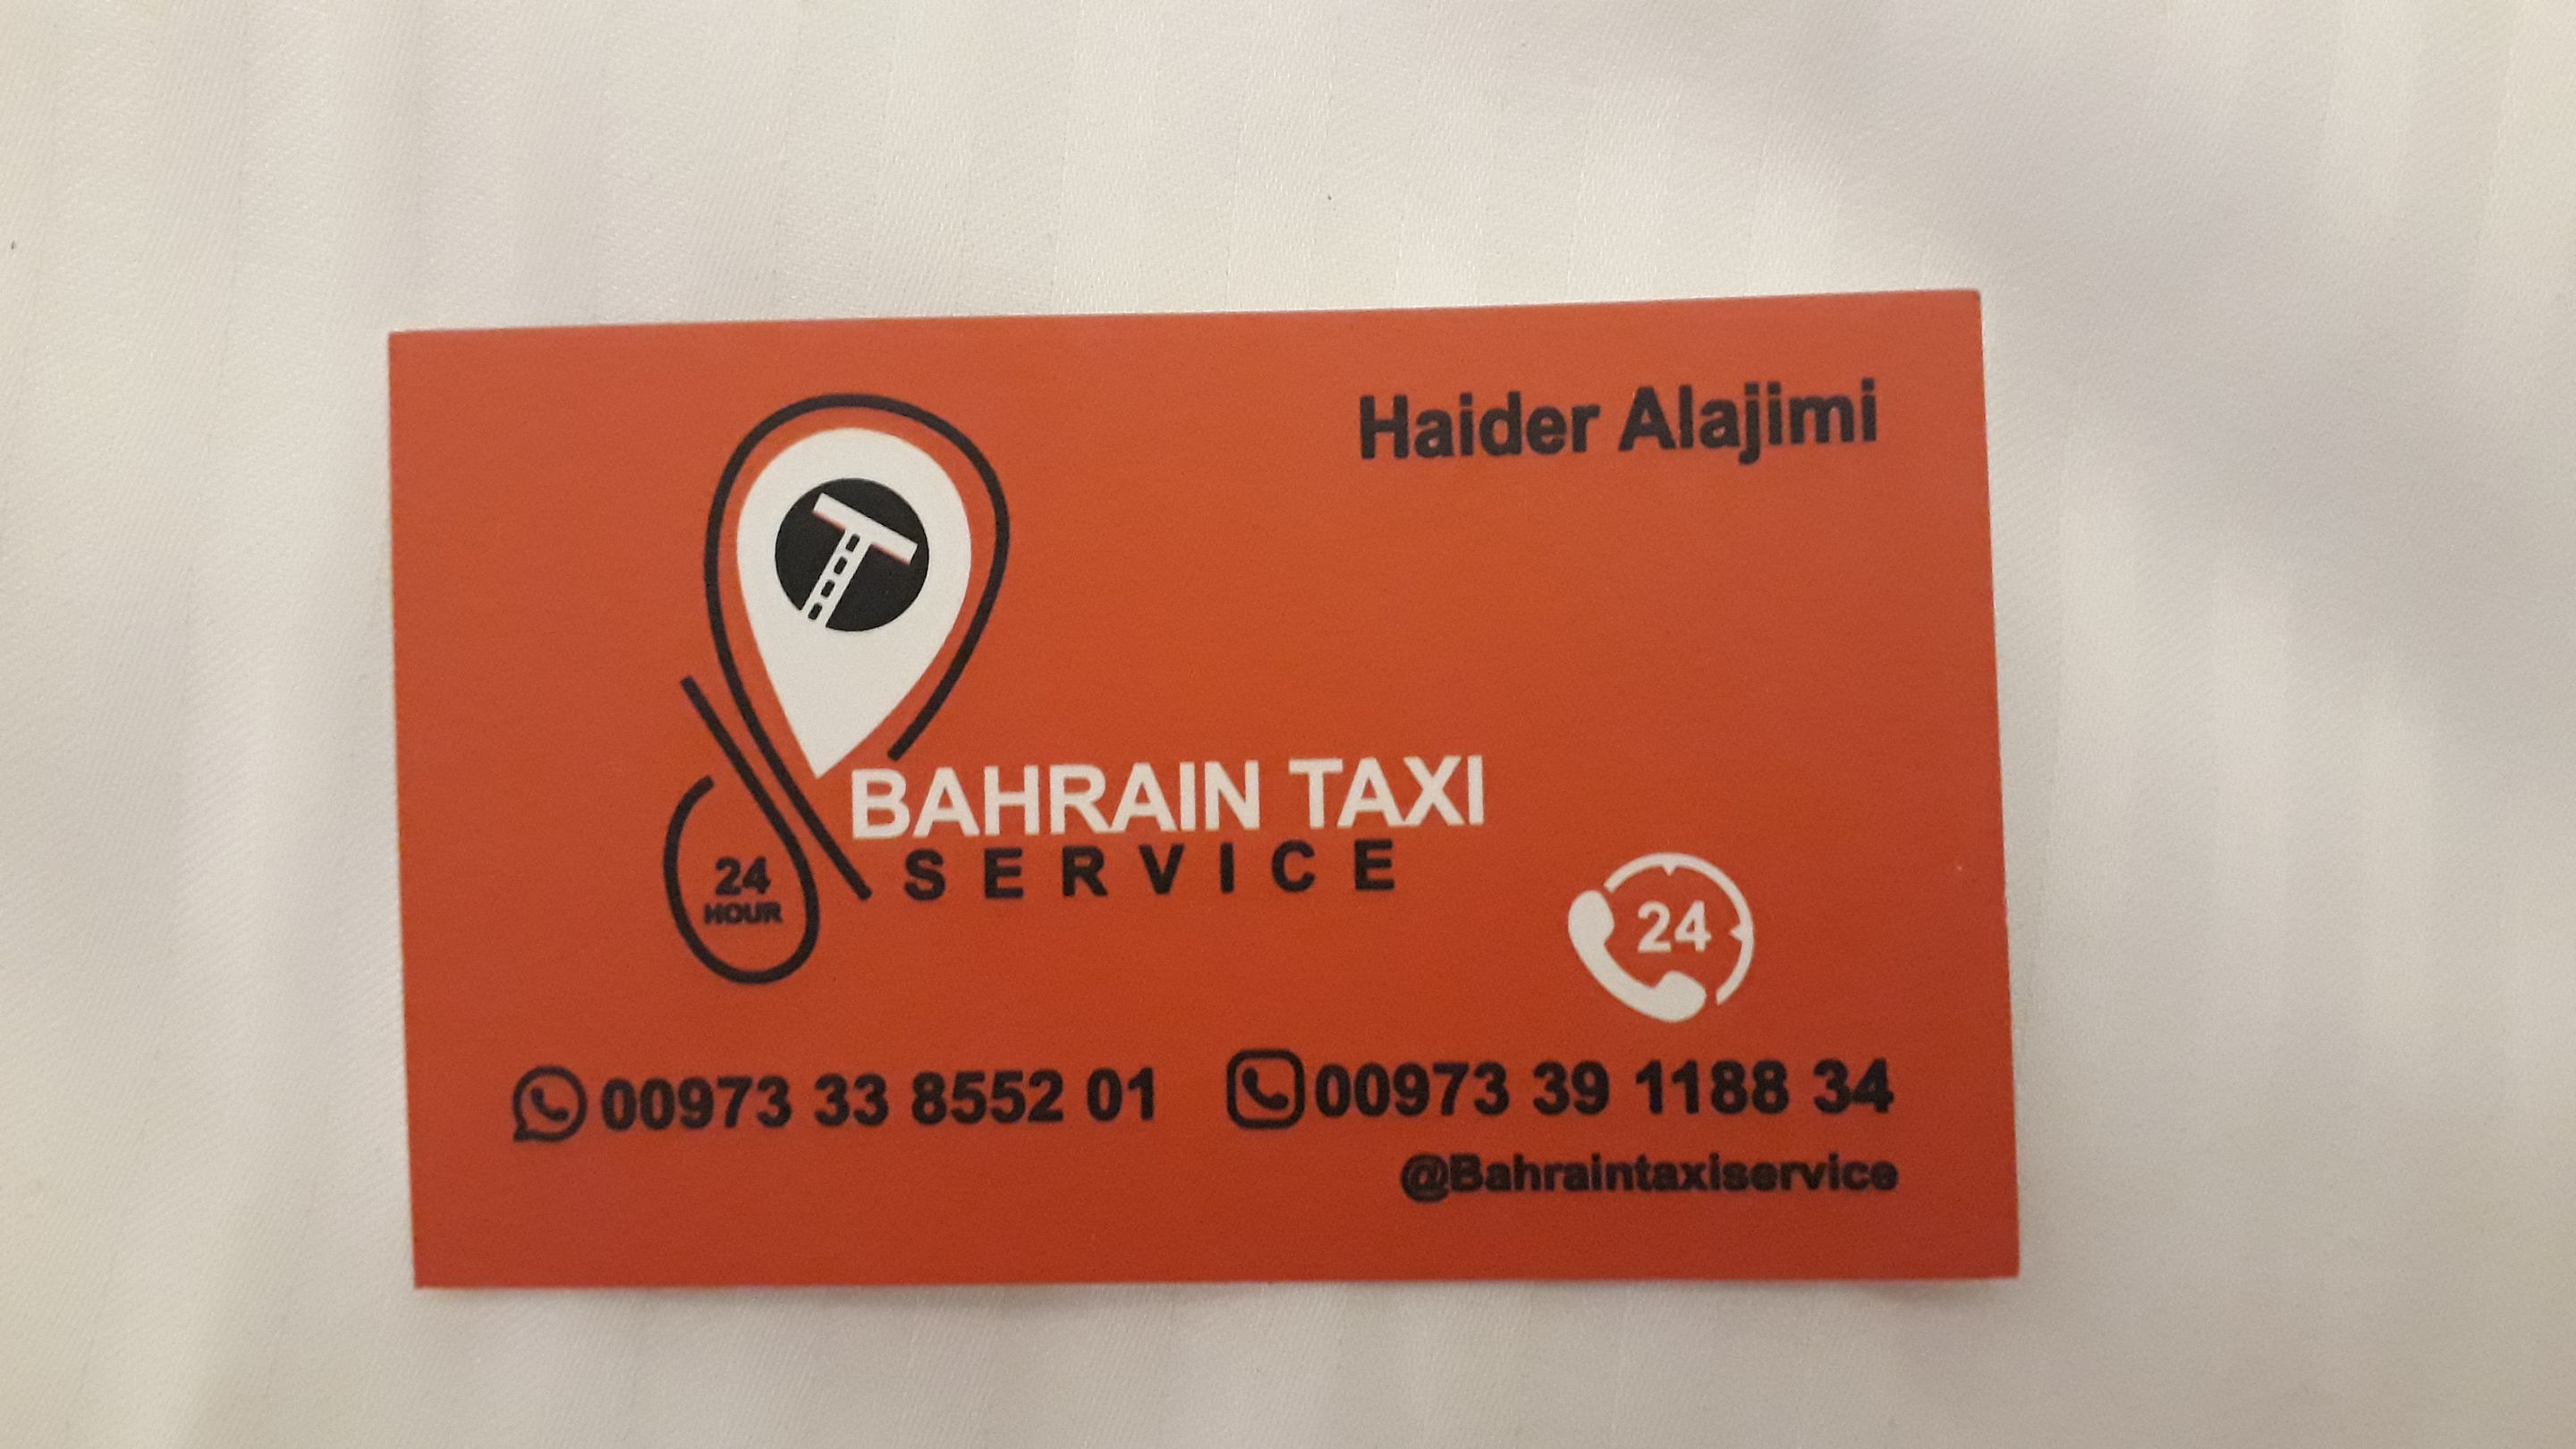 Haider Alajimi
T
BAHRAIN TAXI
SERVICE
24
HOUR
24
00973 33 8552 01
00973 39 1188 34
@Bahraintaxiservice